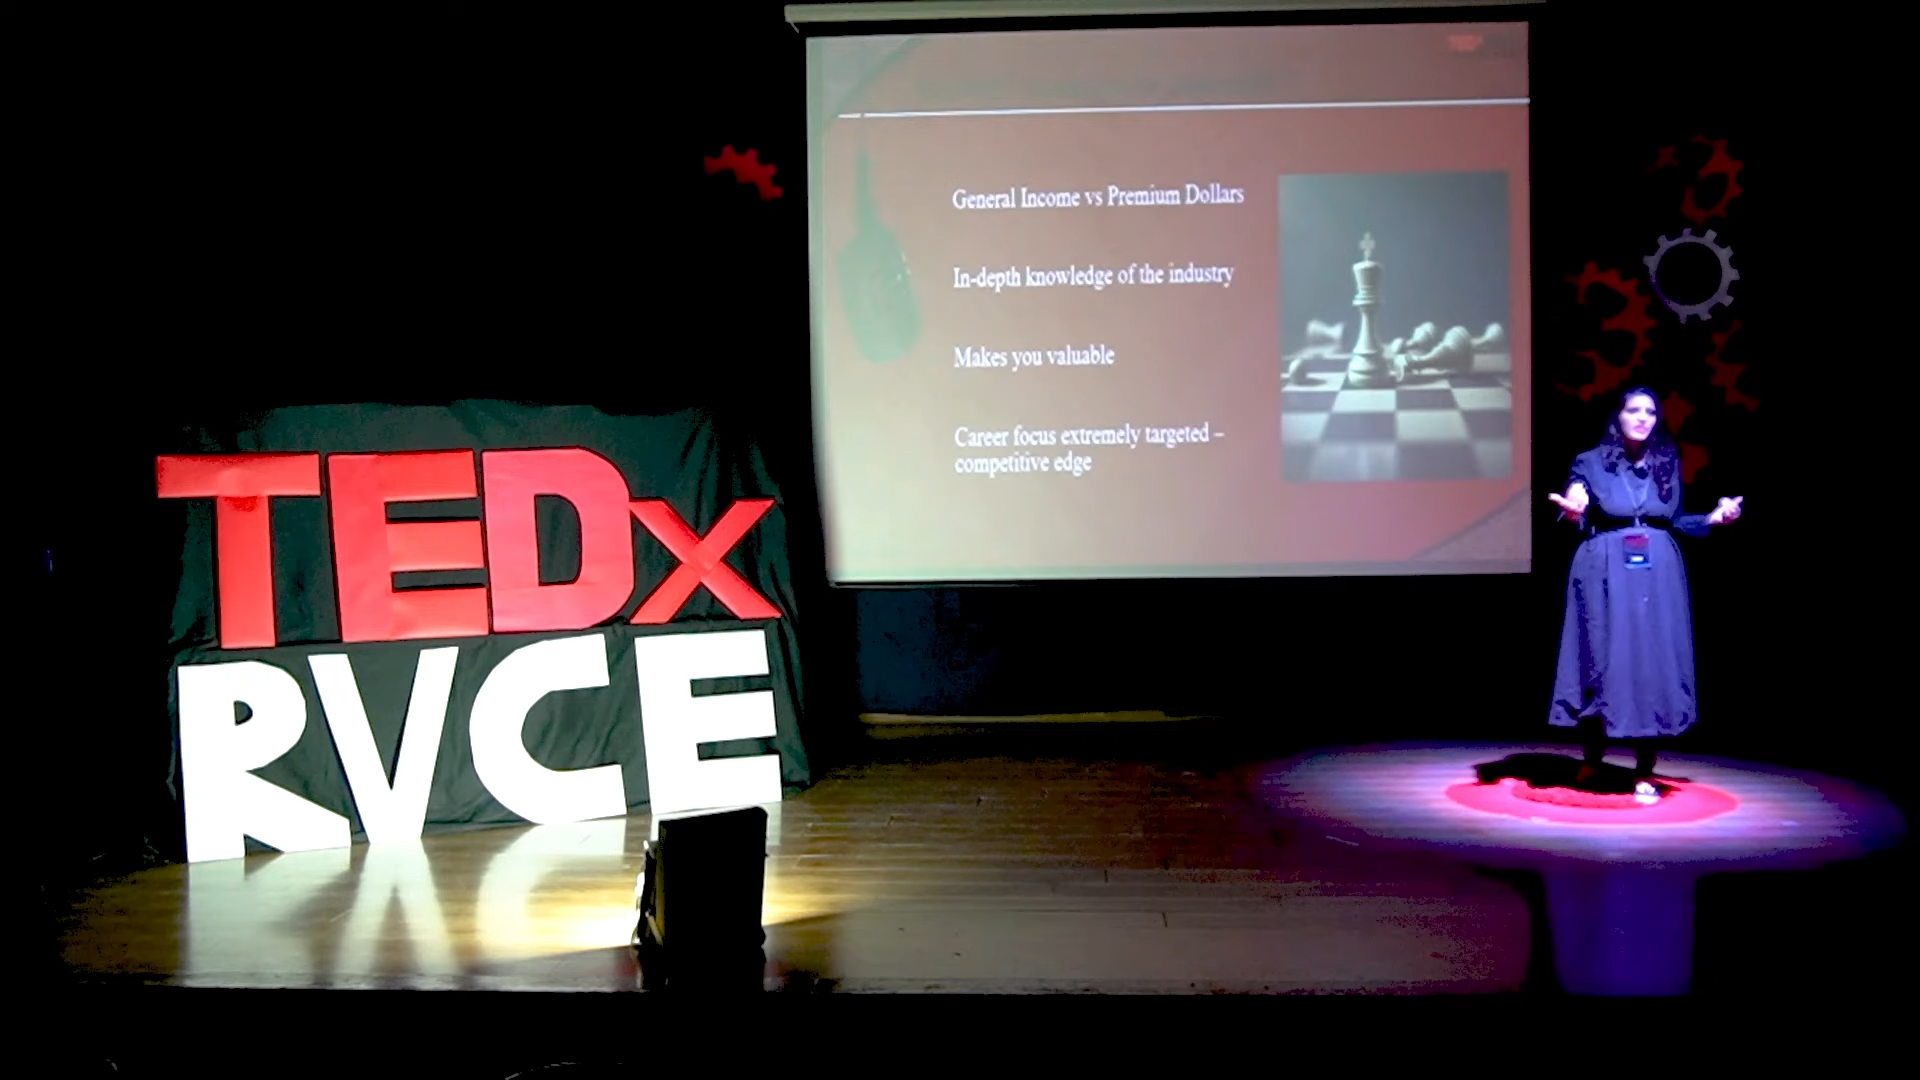 General Income vs Premium Dollars
In-depth knowledge of the industry
Makes you valuable
Career focus extremely targeted –
competitive edge
TEDx
RVCE